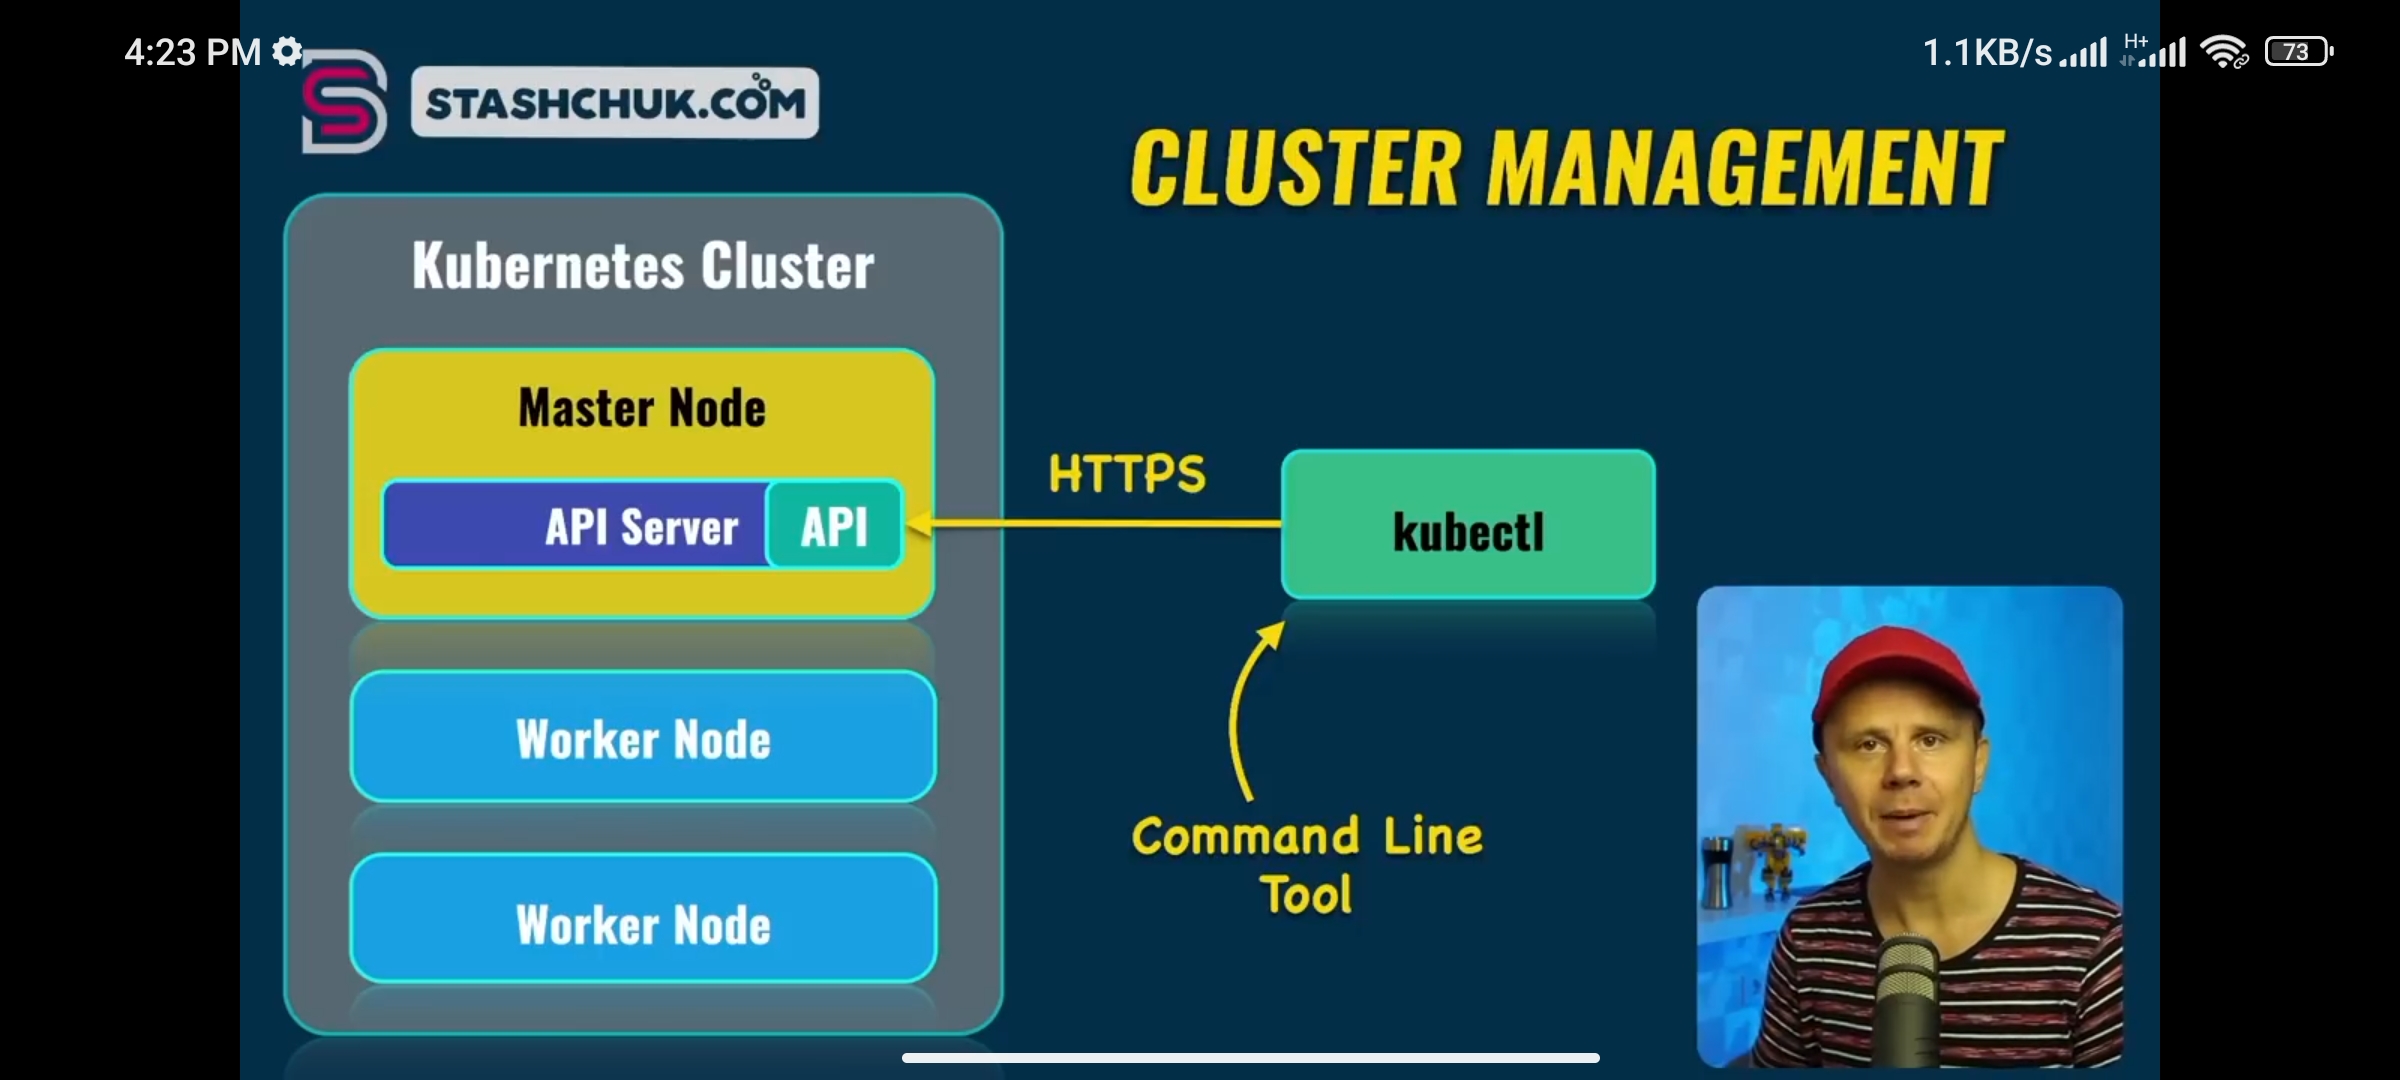 4:23 PM
1.1KB/s
H+
73
STASHCHUK.COM
CLUSTER MANAGEMENT
Kubernetes Cluster
Master Node
API Server
API
HTTPS
kubectl
Worker Node
Command Line
Tool
Worker Node